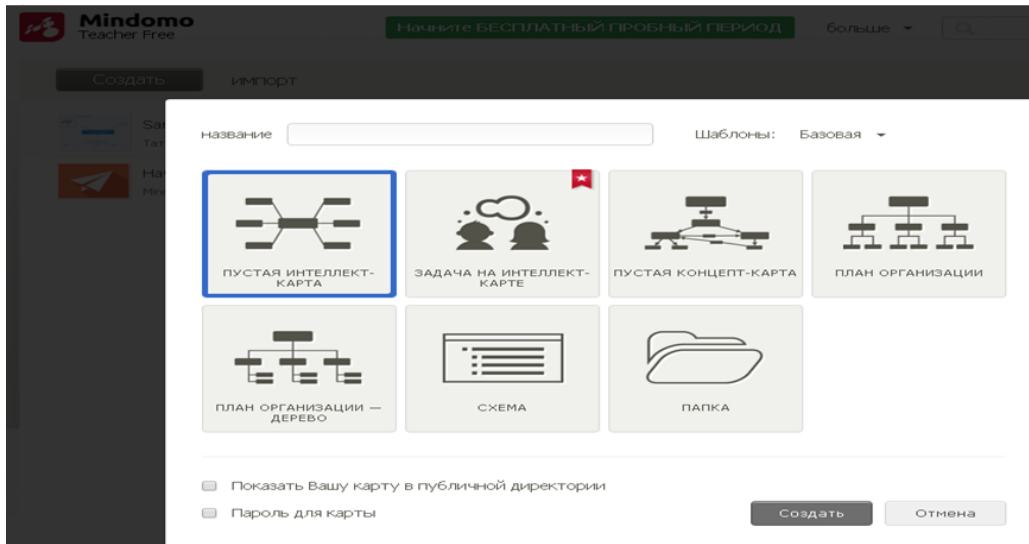 Mindomo
Teacher Free
Начните БЕСПЛАТНЫЙ ПРОБНЫЙ ПЕРИОД
больше
Создать
импорт
название
Шаблоны: Базовая
ПУСТАЯ ИНТЕЛЛЕКТ-
КАРТА
ЗАДАЧА НА ИНТЕЛЛЕКТ-
КАРТЕ
ПУСТАЯ КОНЦЕПТ-КАРТА
ПЛАН ОРГАНИЗАЦИИ
ПЛАН ОРГАНИЗАЦИИ —
ДЕРЕВО
СХЕМА
ПАПКА
Показать Вашу карту в публичной директории
Пароль для карты
Создать
Отмена